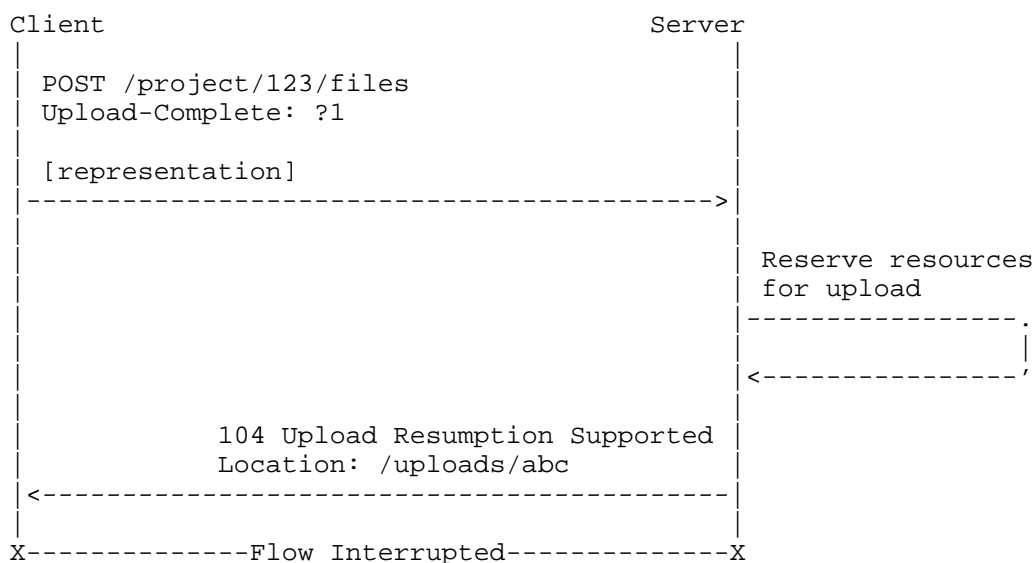 Client Server
POST /project/123/files
Upload-Complete: ?1
[representation]
Reserve resources
for upload
104 Upload Resumption Supported
Location: /uploads/abc
X--------------Flow Interrupted--------------X